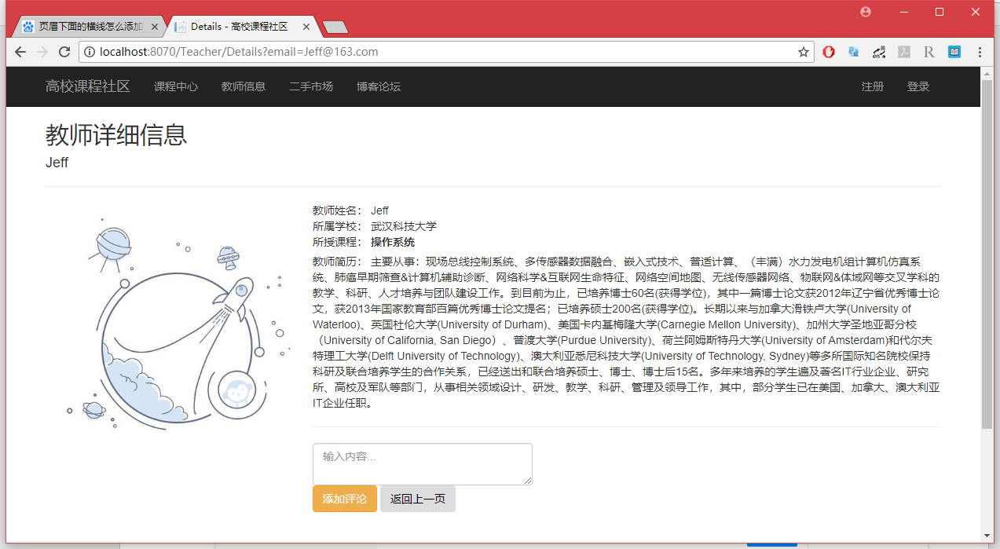 页眉下面的横线怎么添加
Details - 高校课程社区
localhost:8070/Teacher/Details?email=Jeff@163.com
高校课程社区 课程中心 教师信息 二手市场 博客论坛 注册 登录
教师详细信息
Jeff
教师姓名： Jeff
所属学校： 武汉科技大学
所授课程： 操作系统
教师简历： 主要从事：现场总线控制系统、多传感器数据融合、嵌入式技术、普适计算、（丰满）水力发电机组计算机仿真系
统、肺癌早期筛查&计算机辅助诊断、网络科学&互联网生命特征、网络空间地图、无线传感器网络、物联网&体域网等交叉学科的
教学、科研、人才培养与团队建设工作。到目前为止，已培养博士60名(获得学位)，其中一篇博士论文获2012年辽宁省优秀博士论
文，获2013年国家教育部百篇优秀博士论文提名；已培养硕士200名(获得学位)。长期以来与加拿大滑铁卢大学(University of
Waterloo)、英国杜伦大学(University of Durham)、美国卡内基梅隆大学(Carnegie Mellon University)、加州大学圣地亚哥分校
（University of California, San Diego）、普渡大学(Purdue University)、荷兰阿姆斯特丹大学(University of Amsterdam)和代尔夫
特理工大学(Delft University of Technology)、澳大利亚悉尼科技大学(University of Technology, Sydney)等多所国际知名院校保持
科研及联合培养学生的合作关系，已经送出和联合培养硕士、博士、博士后15名。多年来培养的学生遍及著名IT行业企业、研究
所、高校及军队等部门，从事相关领域设计、研发、教学、科研、管理及领导工作，其中，部分学生已在美国、加拿大、澳大利亚
IT企业任职。
输入内容...
添加评论 返回上一页